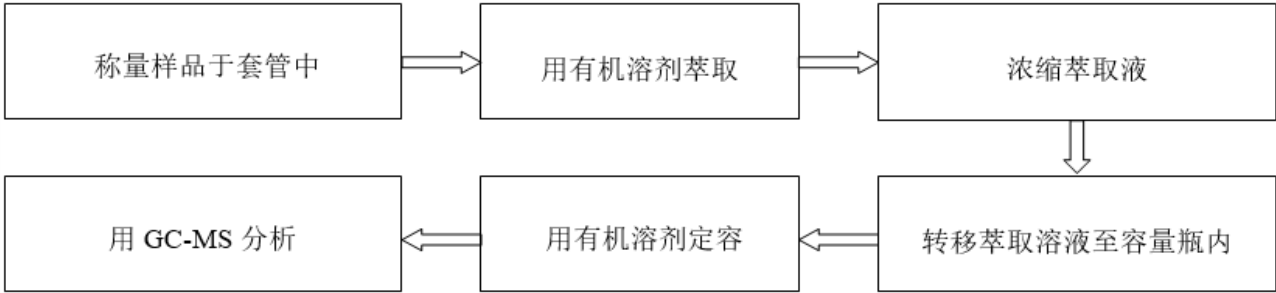 称量样品于套管中
用有机溶剂萃取
浓缩萃取液
转移萃取溶液至容量瓶内
用有机溶剂定容
用 GC-MS 分析